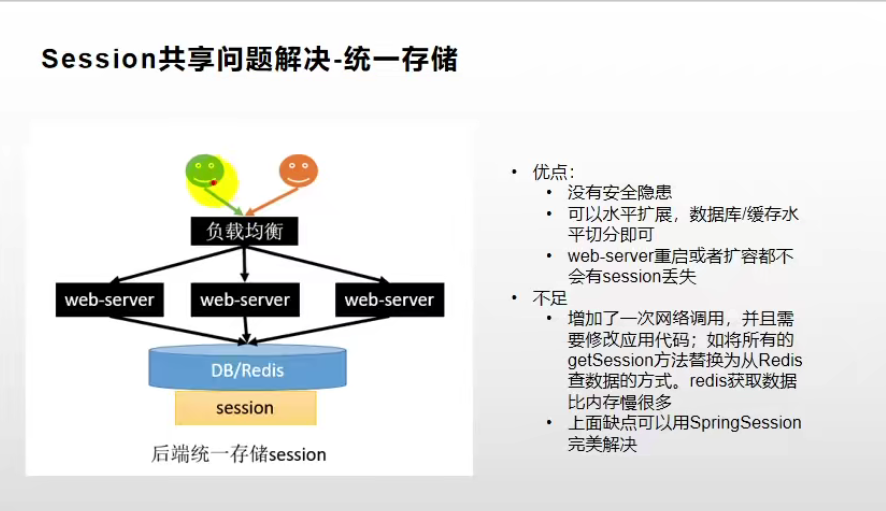 Session共享问题解决-统一存储
负载均衡
web-server
web-server
web-server
DB/Redis
session
后端统一存储session
• 优点：
• 没有安全隐患
• 可以水平扩展，数据库/缓存水
平切分即可
• web-server重启或者扩容都不
会有session丢失
• 不足
• 增加了一次网络调用，并且需
要修改应用代码；如将所有的
getSession方法替换为从Redis
查数据的方式。redis获取数据
比内存慢很多
• 上面缺点可以用SpringSession
完美解决